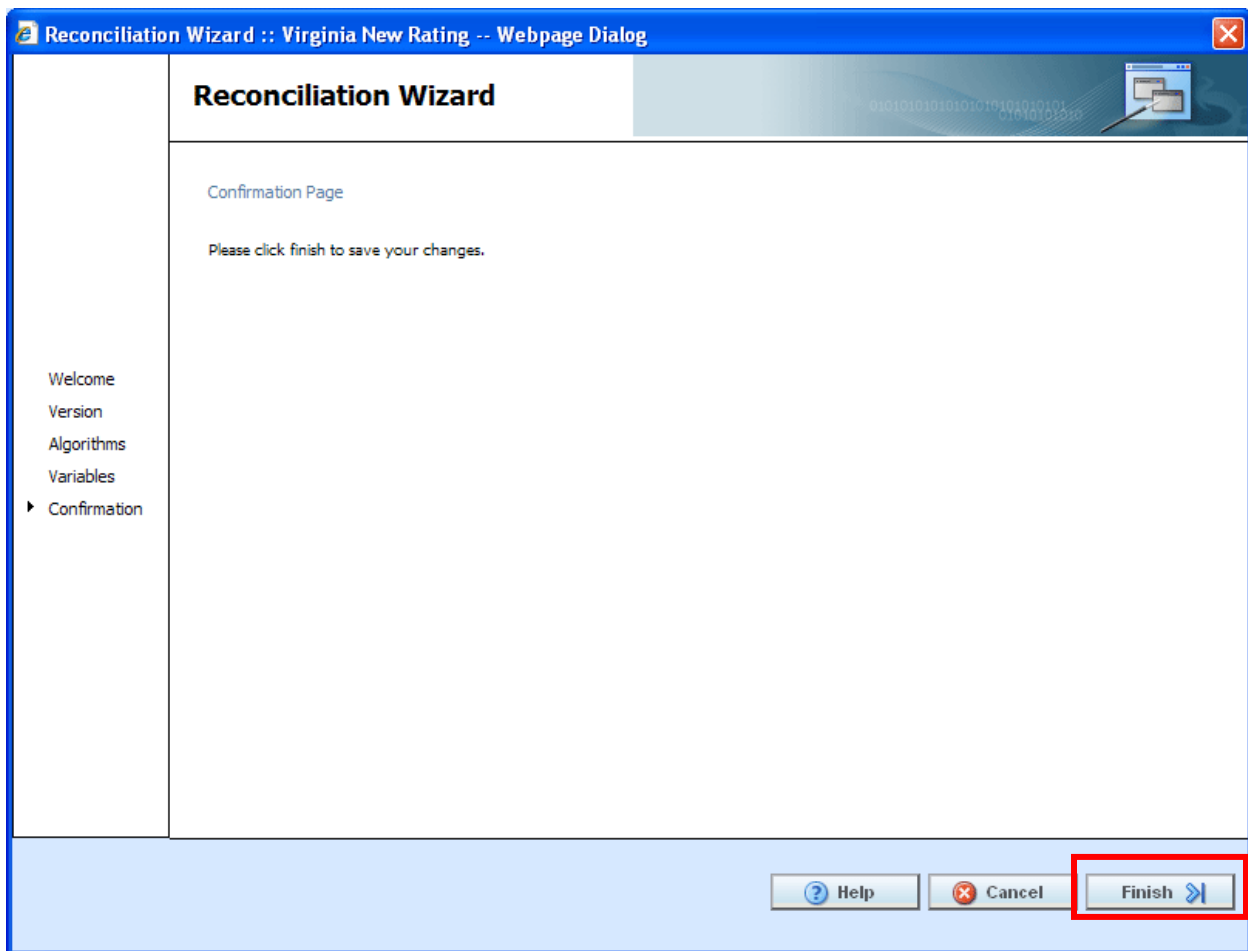 Reconciliation Wizard :: Virginia New Rating -- Webpage Dialog
Reconciliation Wizard
Confirmation Page
Please click finish to save your changes.
Welcome
Version
Algorithms
Variables
Confirmation
Help
Cancel
Finish